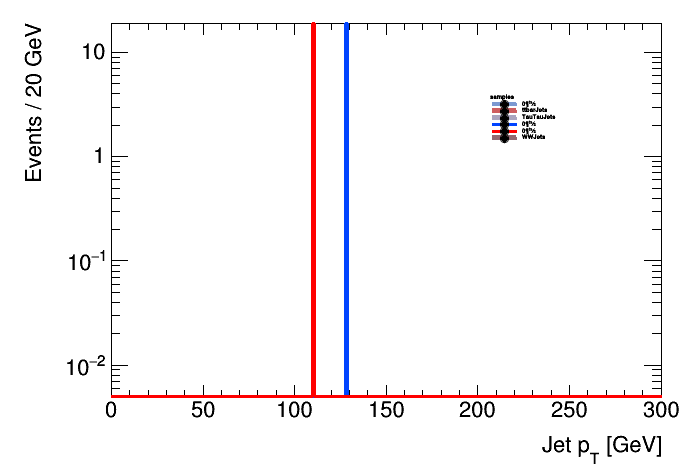 Events / 20 GeV
10
1
10⁻¹
10⁻²
samples
ttbarJets
TauTauJets
WWJets
0 50 100 150 200 250 300
Jet p_T [GeV]